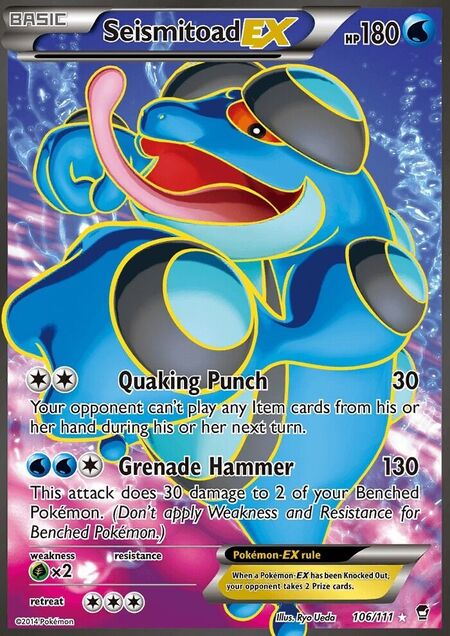 BASIC Seismitoad EX HP180
Quaking Punch 30
Your opponent can't play any Item cards from his or
her hand during his or her next turn.
Grenade Hammer 130
This attack does 30 damage to 2 of your Benched
Pokémon. (Don't apply Weakness and Resistance for
Benched Pokémon.)
weakness resistance
×2
retreat
Pokémon-EX rule
When a Pokémon-EX has been Knocked Out,
your opponent takes 2 Prize cards.
©2014 Pokémon Illus. Ryo Ueda 106/111